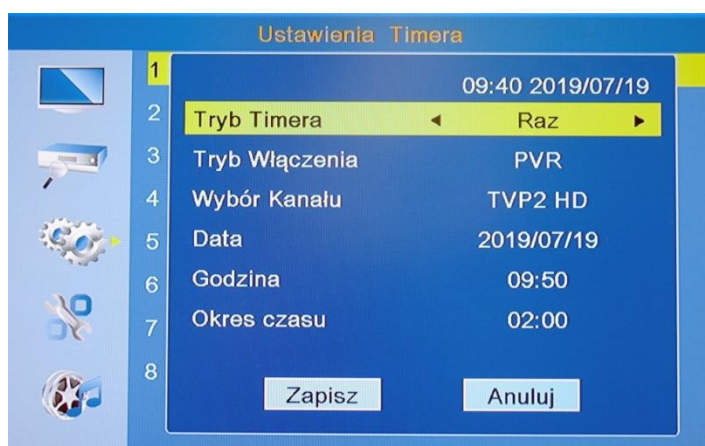 Ustawienia Timera
1
09:40 2019/07/19
2
Tryb Timera ◄ Raz ►
3
Tryb Włączenia PVR
4
Wybór Kanału TVP2 HD
5
Data 2019/07/19
6
Godzina 09:50
7
Okres czasu 02:00
8
Zapisz Anuluj